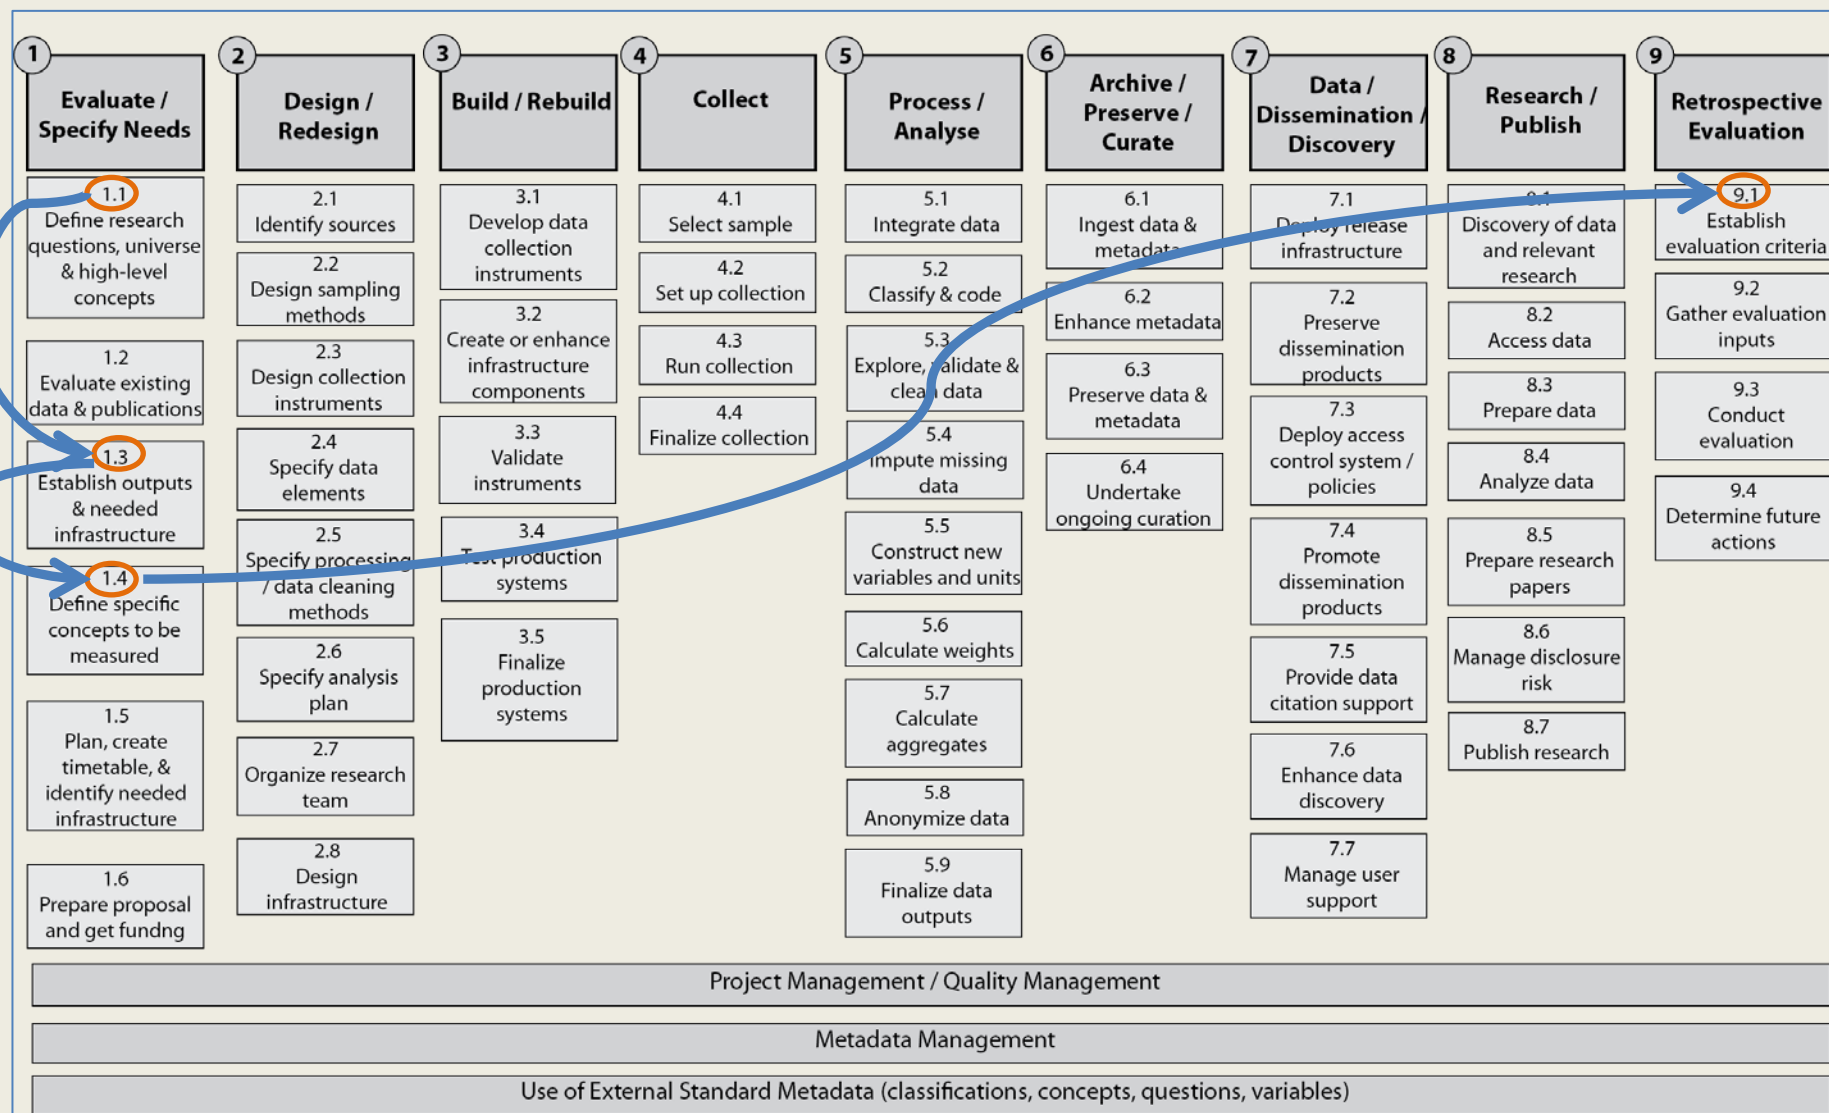 1
Evaluate /
Specify Needs
1.1
Define research
questions, universe
& high-level
concepts
1.2
Evaluate existing
data & publications
1.3
Establish outputs
& needed
infrastructure
1.4
Define specific
concepts to be
measured
1.5
Plan, create
timetable, &
identify needed
infrastructure
1.6
Prepare proposal
and get fundng
2
Design /
Redesign
2.1
Identify sources
2.2
Design sampling
methods
2.3
Design collection
instruments
2.4
Specify data
elements
2.5
Specify processing
/ data cleaning
methods
2.6
Specify analysis
plan
2.7
Organize research
team
2.8
Design
infrastructure
3
Build / Rebuild
3.1
Develop data
collection
instruments
3.2
Create or enhance
infrastructure
components
3.3
Validate
instruments
3.4
Test production
systems
3.5
Finalize
production
systems
4
Collect
4.1
Select sample
4.2
Set up collection
4.3
Run collection
4.4
Finalize collection
5
Process /
Analyse
5.1
Integrate data
5.2
Classify & code
5.3
Explore, validate &
clean data
5.4
Impute missing
data
5.5
Construct new
variables and units
5.6
Calculate weights
5.7
Calculate
aggregates
5.8
Anonymize data
5.9
Finalize data
outputs
6
Archive /
Preserve /
Curate
6.1
Ingest data &
metadata
6.2
Enhance metadata
6.3
Preserve data &
metadata
6.4
Undertake
ongoing curation
7
Data /
Dissemination /
Discovery
7.1
Deploy release
infrastructure
7.2
Preserve
dissemination
products
7.3
Deploy access
control system /
policies
7.4
Promote
dissemination
products
7.5
Provide data
citation support
7.6
Enhance data
discovery
7.7
Manage user
support
8
Research /
Publish
8.1
Discovery of data
and relevant
research
8.2
Access data
8.3
Prepare data
8.4
Analyze data
8.5
Prepare research
papers
8.6
Manage disclosure
risk
8.7
Publish research
9
Retrospective
Evaluation
9.1
Establish
evaluation criteria
9.2
Gather evaluation
inputs
9.3
Conduct
evaluation
9.4
Determine future
actions
Project Management / Quality Management
Metadata Management
Use of External Standard Metadata (classifications, concepts, questions, variables)